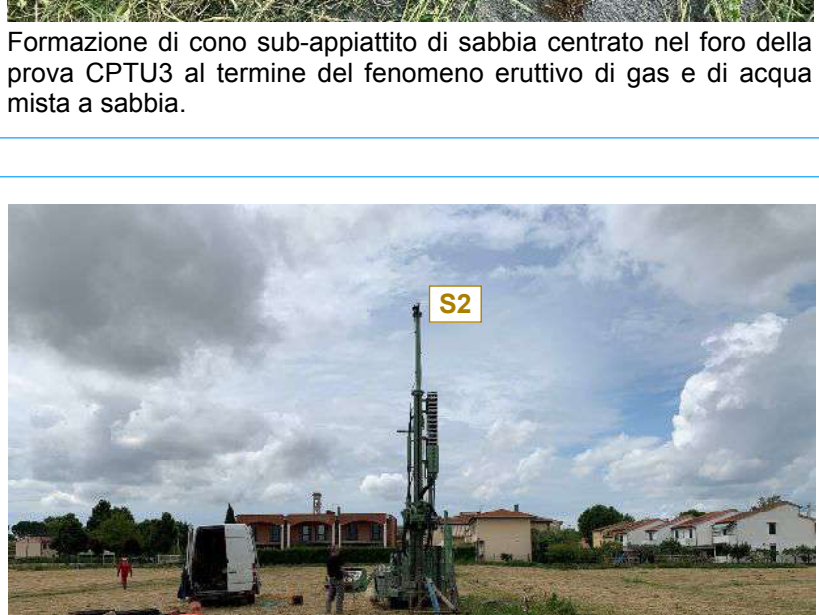 Formazione di cono sub-appiattito di sabbia centrato nel foro della
prova CPTU3 al termine del fenomeno eruttivo di gas e di acqua
mista a sabbia.
S2